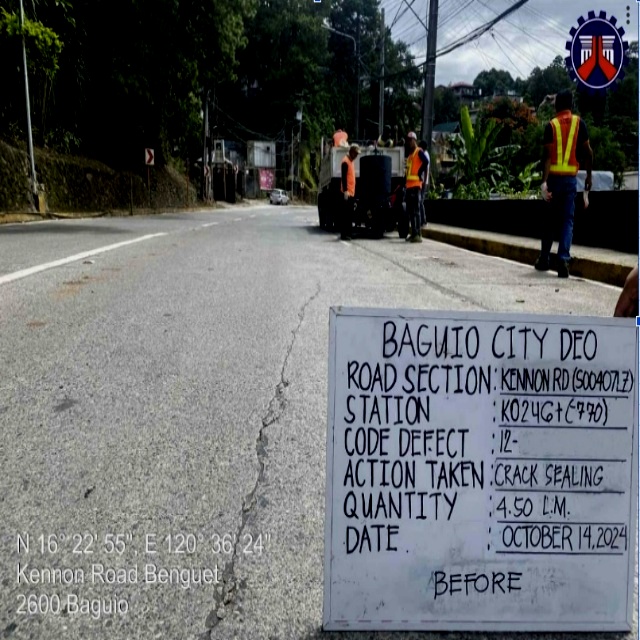 BAGUIO CITY DEO
ROAD SECTION: KENNON RD (S00407LZ)
STATION : K0246+(-770)
CODE DEFECT : 12-
ACTION TAKEN: CRACK SEALING
QUANTITY : 4.50 L.M.
DATE. : OCTOBER 14, 2024
BEFORE
N 16° 22' 55", E 120° 36' 24"
Kennon Road Benguet
2600 Baguio